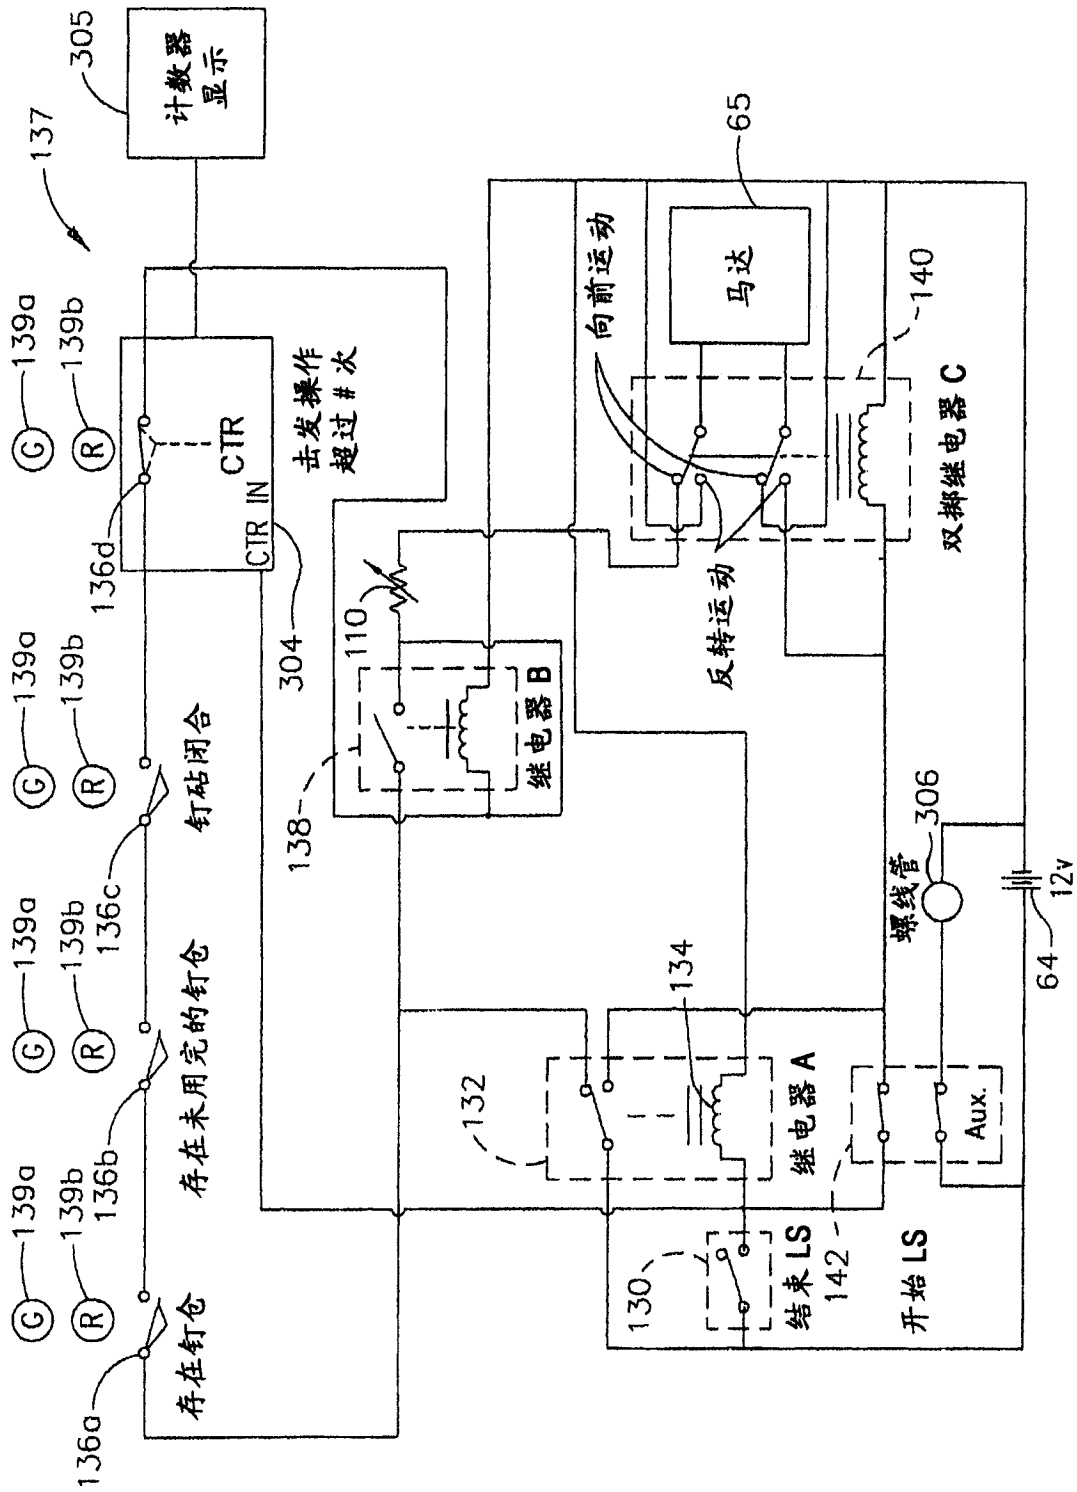 137
305
计数器
显示
G
139a
R
139b
136d
CTR
CTR IN
304
击发操作
超过#次
G
139a
R
139b
136c
钉砧闭合
G
139a
R
139b
136b
存在未用完的钉仓
G
139a
R
139b
136a
存在钉仓
138
110
继电器 B
向前运动
65
马达
反转运动
140
双掷继电器 C
132
134
继电器 A
130
结束 LS
142
Aux.
开始 LS
螺线管
306
64
12v